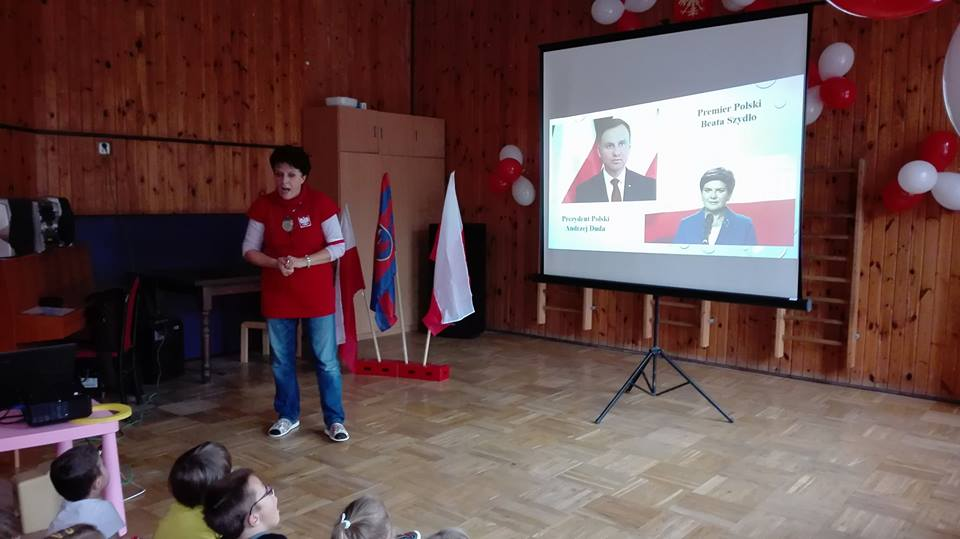 Premier Polski
Beata Szydło
Prezydent Polski
Andrzej Duda